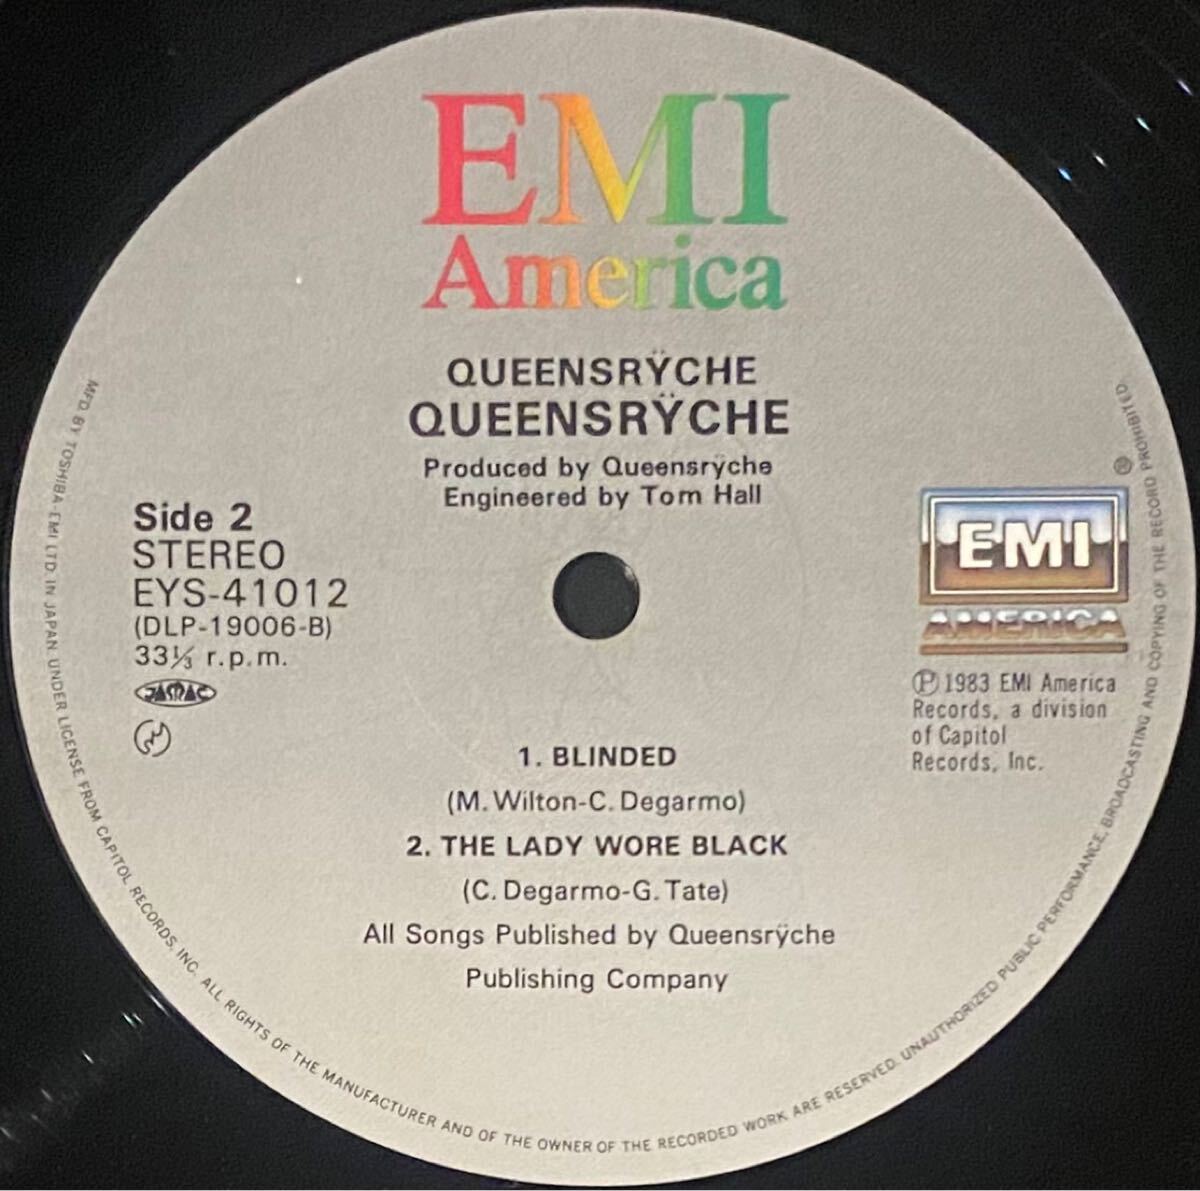 EMI
America
QUEENSRŸCHE
QUEENSRŸCHE
Produced by Queensrÿche
Engineered by Tom Hall
Side 2
STEREO
EYS-41012
(DLP-19006-B)
33⅓ r.p.m.
JASRAC
EMI
AMERICA
Ⓟ 1983 EMI America
Records, a division
of Capitol
Records, Inc.
1. BLINDED
(M. Wilton-C. Degarmo)
2. THE LADY WORE BLACK
(C. Degarmo-G. Tate)
All Songs Published by Queensrÿche
Publishing Company
MFD. BY TOSHIBA-EMI LTD. IN JAPAN UNDER LICENSE FROM CAPITOL RECORDS, INC. ALL RIGHTS OF THE MANUFACTURER AND OF THE OWNER OF THE RECORDED WORK ARE RESERVED. UNAUTHORIZED PUBLIC PERFORMANCE, BROADCASTING AND COPYING OF THE RECORD PROHIBITED.
®